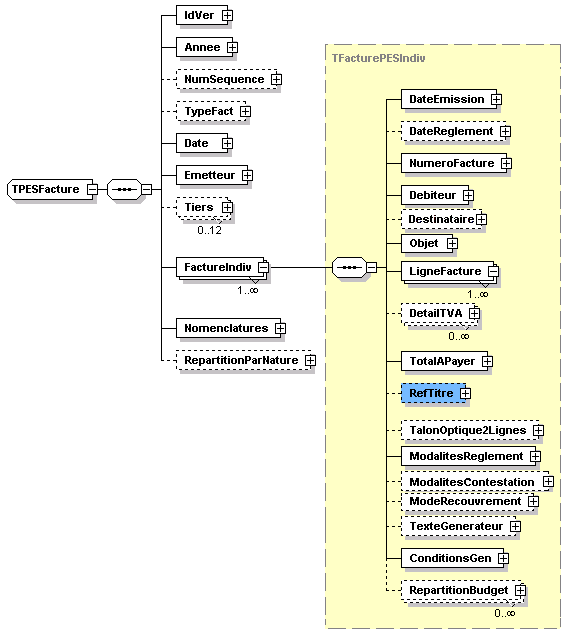 TPESFacture
IdVer
Annee
NumSequence
TypeFact
Date
Emetteur
Tiers
0..12
FactureIndiv
1..∞
Nomenclatures
RepartitionParNature
TFacturePESIndiv
DateEmission
DateReglement
NumeroFacture
Debiteur
Destinataire
Objet
LigneFacture
1..∞
DetailTVA
0..∞
TotalAPayer
RefTitre
TalonOptique2Lignes
ModalitesReglement
ModalitesContestation
ModeRecouvrement
TexteGenerateur
ConditionsGen
RepartitionBudget
0..∞